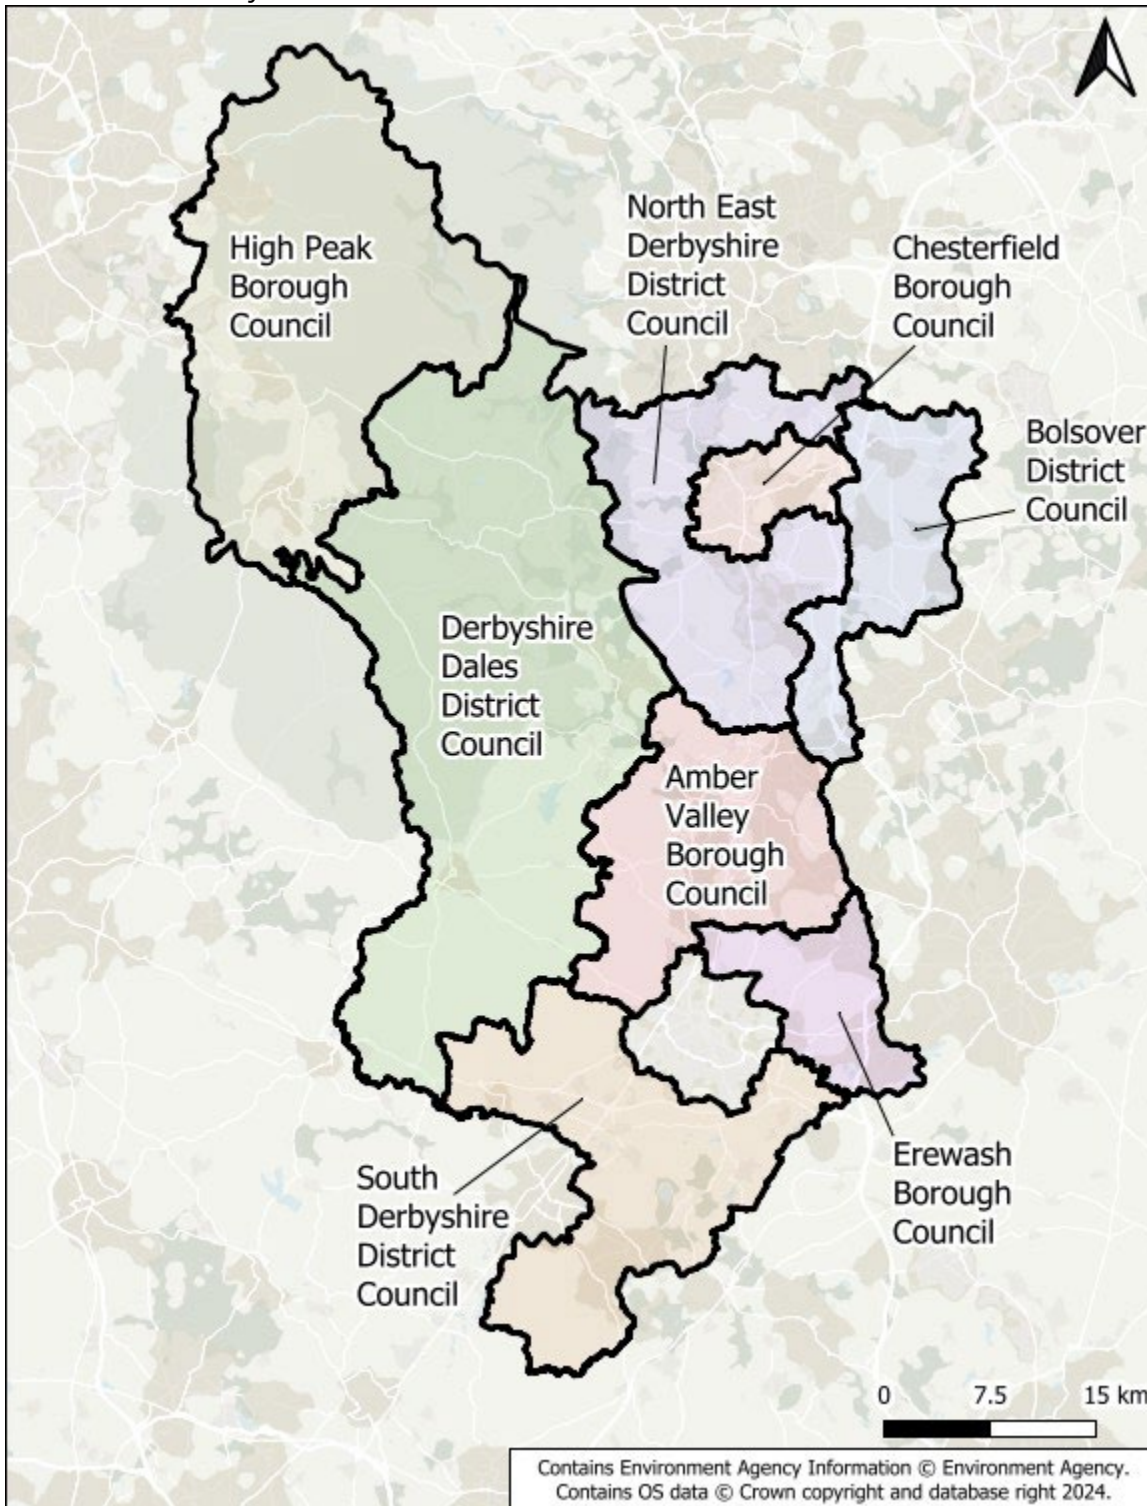 High Peak
Borough
Council
North East
Derbyshire
District
Council
Chesterfield
Borough
Council
Bolsover
District
Council
Derbyshire
Dales
District
Council
Amber
Valley
Borough
Council
South
Derbyshire
District
Council
Erewash
Borough
Council
0 7.5 15 km
Contains Environment Agency Information © Environment Agency.
Contains OS data © Crown copyright and database right 2024.